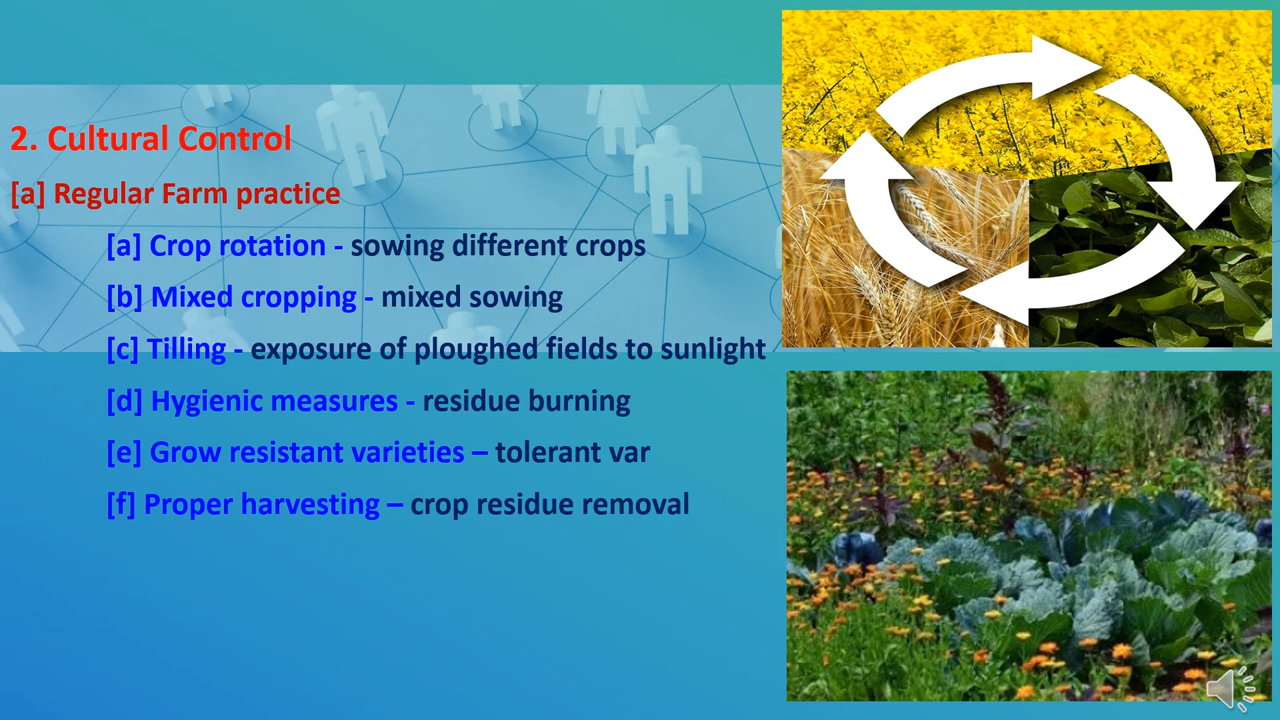 2. Cultural Control
[a] Regular Farm practice
[a] Crop rotation - sowing different crops
[b] Mixed cropping - mixed sowing
[c] Tilling - exposure of ploughed fields to sunlight
[d] Hygienic measures - residue burning
[e] Grow resistant varieties – tolerant var
[f] Proper harvesting – crop residue removal